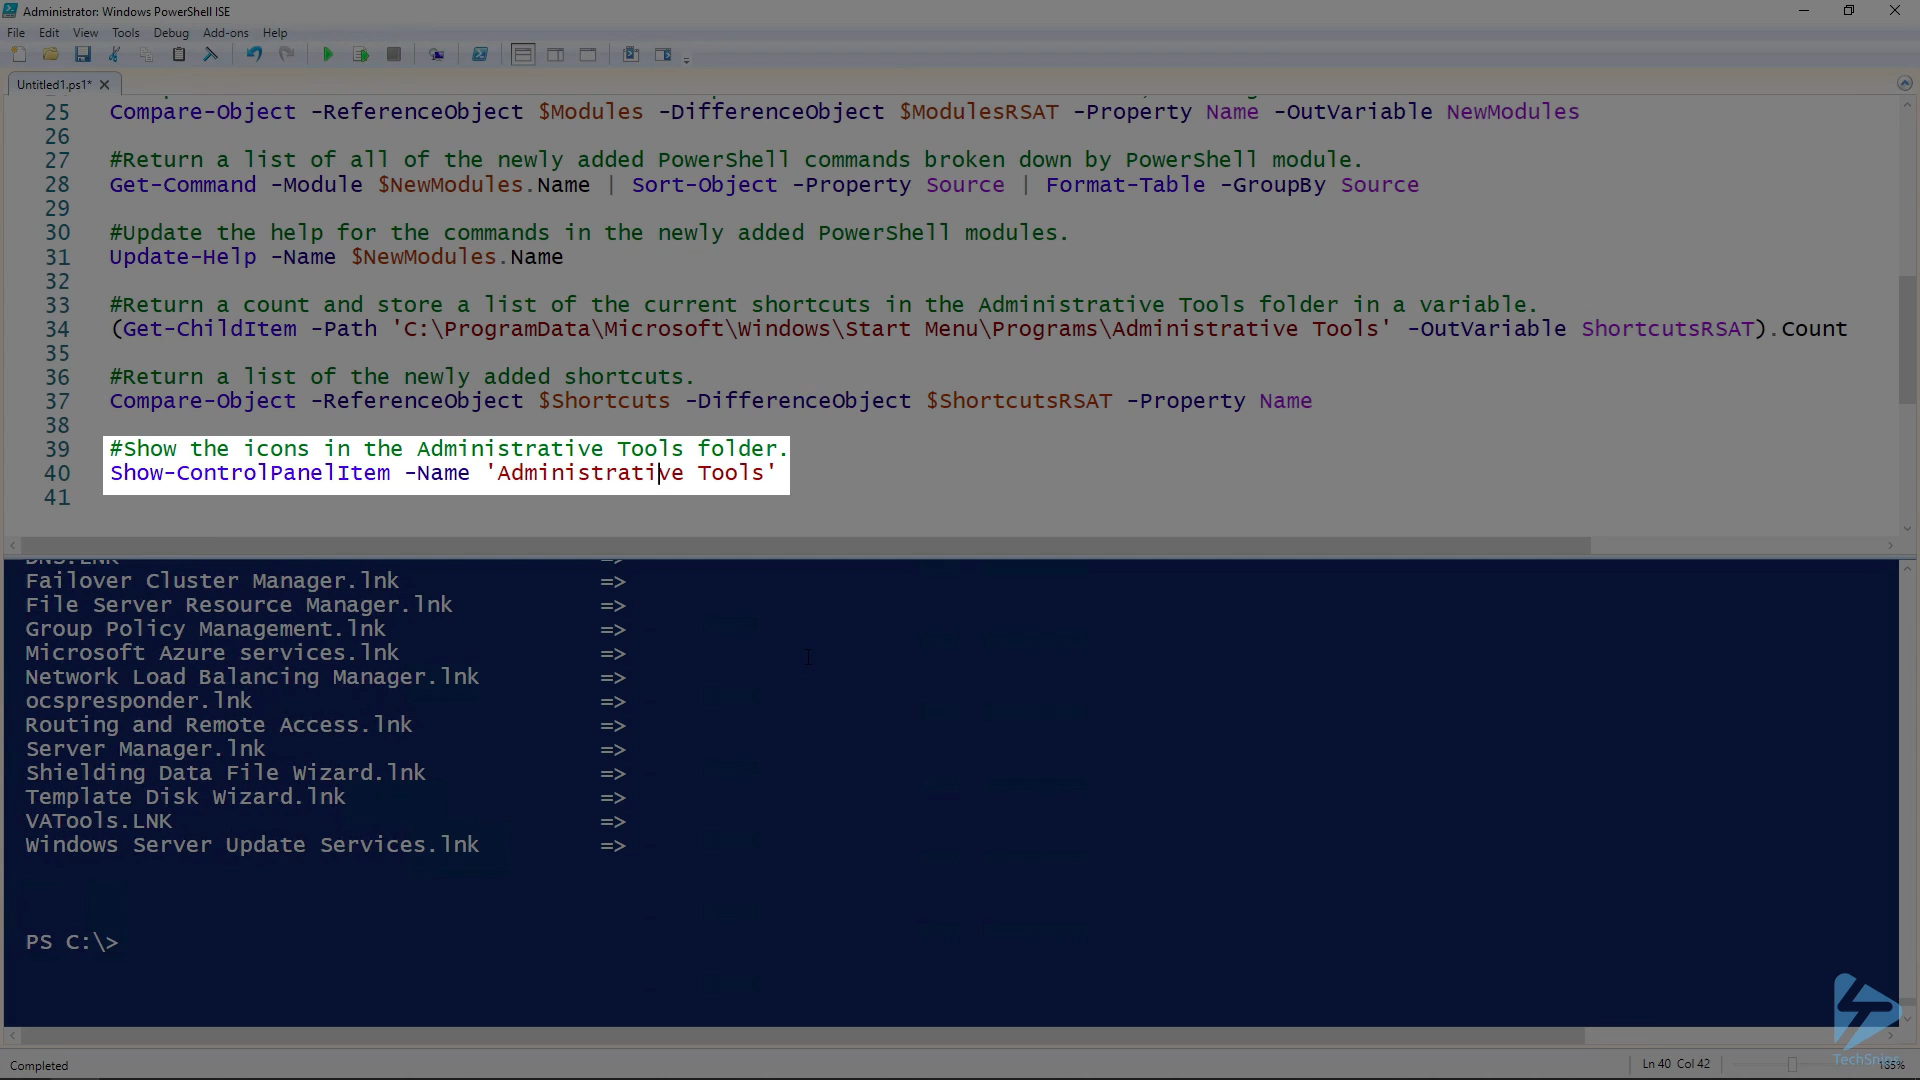 Administrator: Windows PowerShell ISE
File Edit View Tools Debug Add-ons Help
Untitled1.ps1*
25 Compare-Object -ReferenceObject $Modules -DifferenceObject $ModulesRSAT -Property Name -OutVariable NewModules
26
27 #Return a list of all of the newly added PowerShell commands broken down by PowerShell module.
28 Get-Command -Module $NewModules.Name | Sort-Object -Property Source | Format-Table -GroupBy Source
29
30 #Update the help for the commands in the newly added PowerShell modules.
31 Update-Help -Name $NewModules.Name
32
33 #Return a count and store a list of the current shortcuts in the Administrative Tools folder in a variable.
34 (Get-ChildItem -Path 'C:\ProgramData\Microsoft\Windows\Start Menu\Programs\Administrative Tools' -OutVariable ShortcutsRSAT).Count
35
36 #Return a list of the newly added shortcuts.
37 Compare-Object -ReferenceObject $Shortcuts -DifferenceObject $ShortcutsRSAT -Property Name
38
39 #Show the icons in the Administrative Tools folder.
40 Show-ControlPanelItem -Name 'Administrative Tools'
41
DNS.LNK =>
Failover Cluster Manager.lnk =>
File Server Resource Manager.lnk =>
Group Policy Management.lnk =>
Microsoft Azure services.lnk =>
Network Load Balancing Manager.lnk =>
ocspresponder.lnk =>
Routing and Remote Access.lnk =>
Server Manager.lnk =>
Shielding Data File Wizard.lnk =>
Template Disk Wizard.lnk =>
VATools.LNK =>
Windows Server Update Services.lnk =>
PS C:\>
TechSnips
Completed Ln 40 Col 42